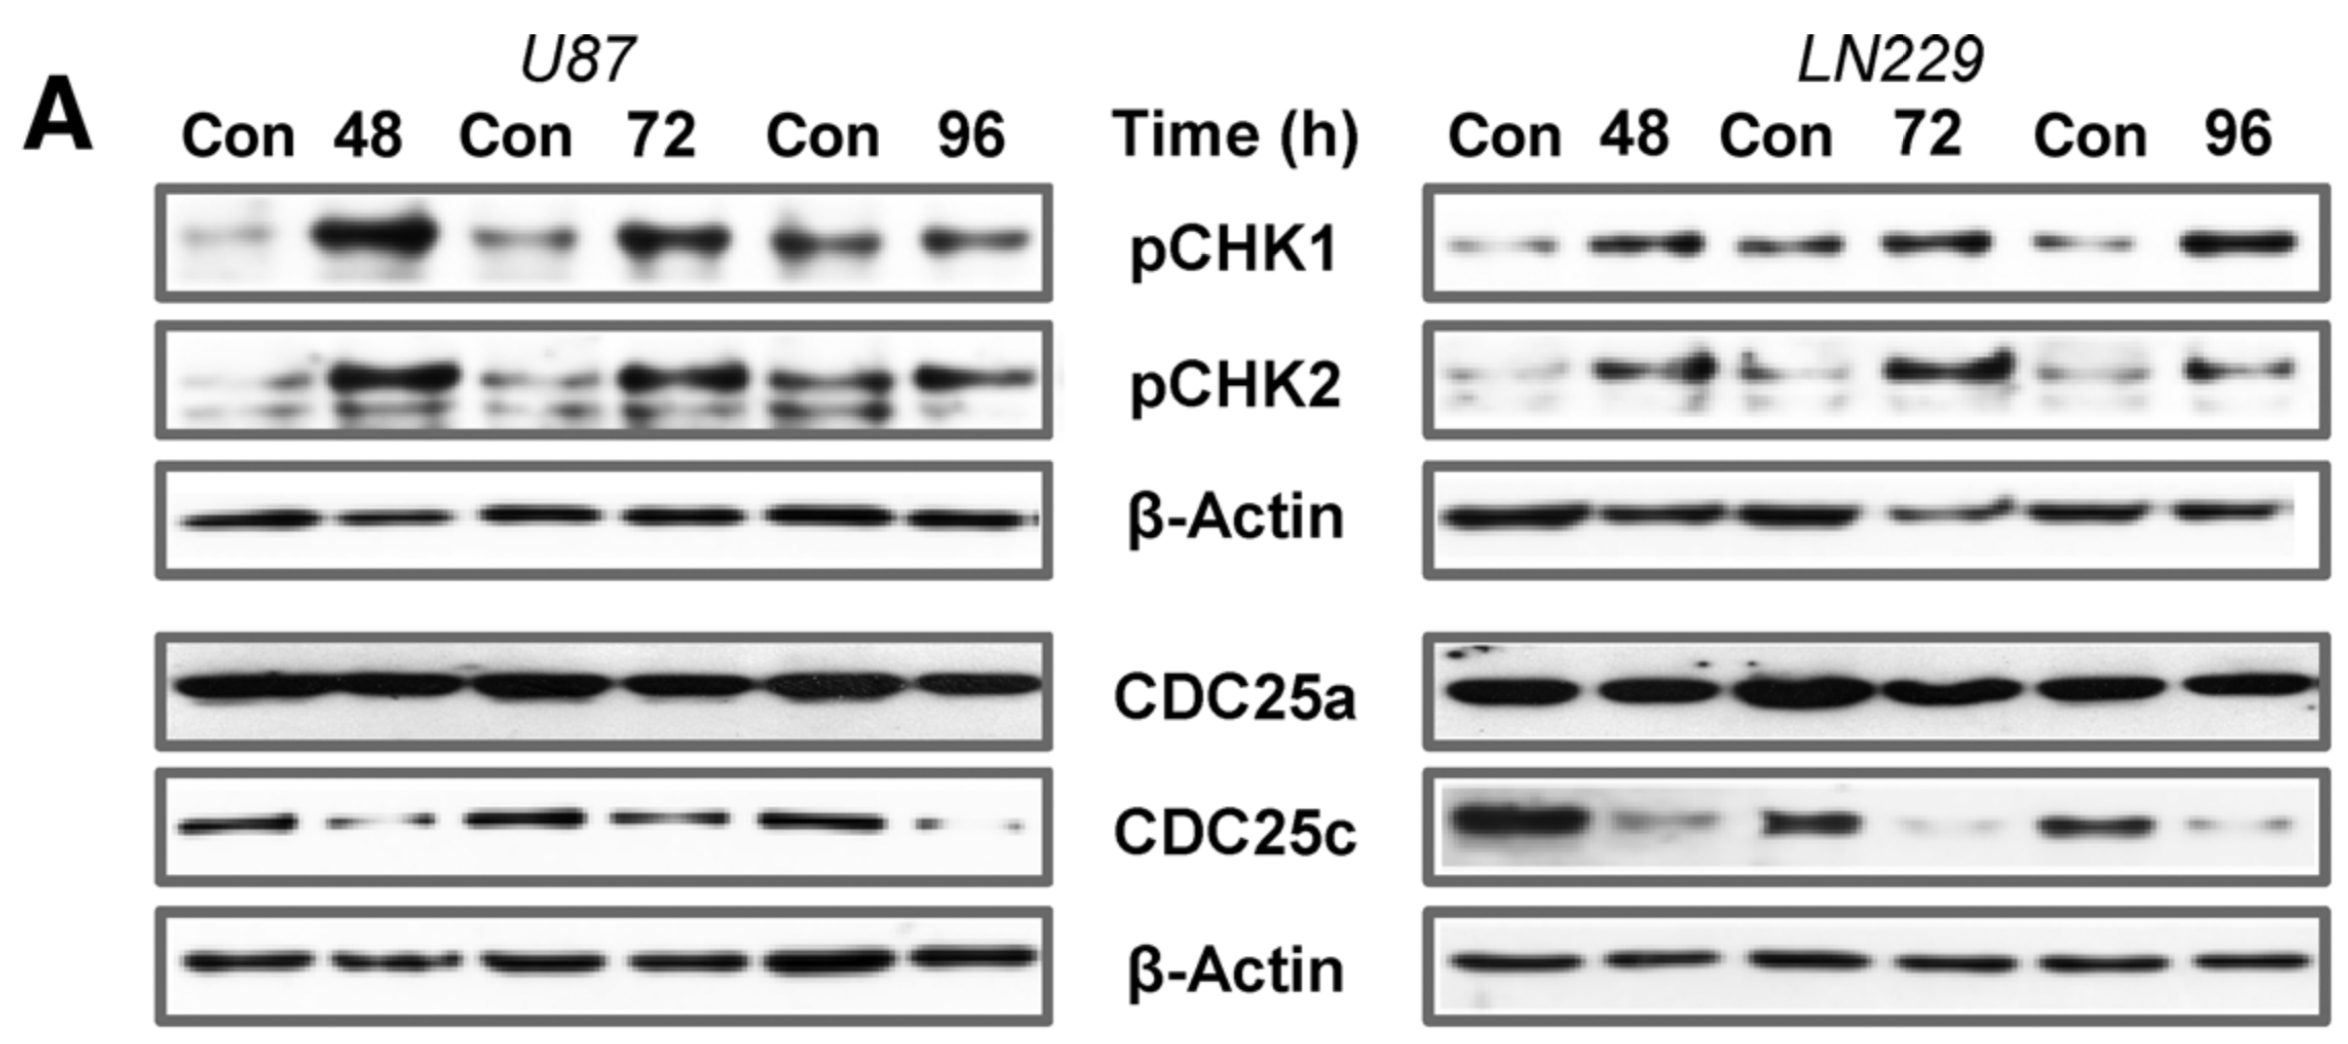 A
U87
LN229
Con 48 Con 72 Con 96 Time (h) Con 48 Con 72 Con 96
pCHK1
pCHK2
β-Actin
CDC25a
CDC25c
β-Actin